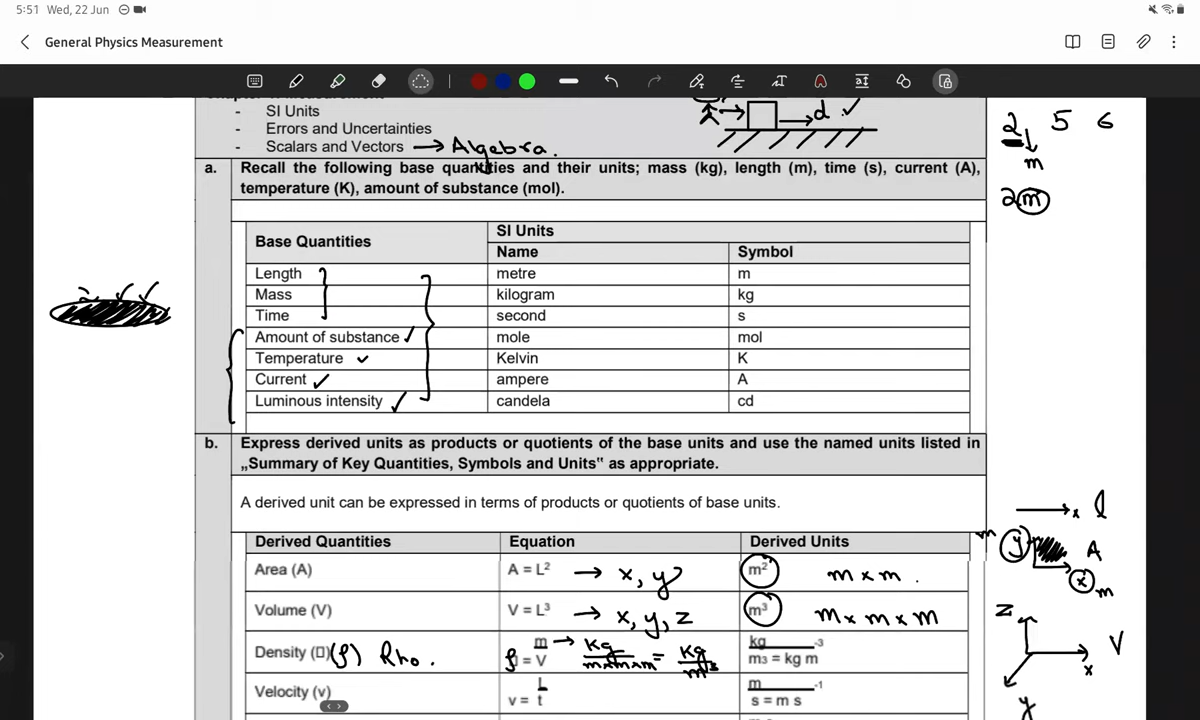 5:51 Wed, 22 Jun
General Physics Measurement
- SI Units
- Errors and Uncertainties
- Scalars and Vectors → Algebra.
d ✓
2 5 6
m
2m
a. Recall the following base quantities and their units; mass (kg), length (m), time (s), current (A),
temperature (K), amount of substance (mol).
Base Quantities SI Units
Name Symbol
Length metre m
Mass kilogram kg
Time second s
Amount of substance ✓ mole mol
Temperature ✓ Kelvin K
Current ✓ ampere A
Luminous intensity ✓ candela cd
b. Express derived units as products or quotients of the base units and use the named units listed in
„Summary of Key Quantities, Symbols and Units‟ as appropriate.
A derived unit can be expressed in terms of products or quotients of base units.
x l
Derived Quantities Equation Derived Units
m y A
x m
Area (A) A = L² → x, y m² m × m.
Volume (V) V = L³ → x, y, z m³ m × m × m
z V
x
y
Density (□) (ρ) Rho. ρ = m/V → kg/m×m×m = kg/m³ kg -3
m3 = kg m
Velocity (v) v = L/t m -1
s = m s